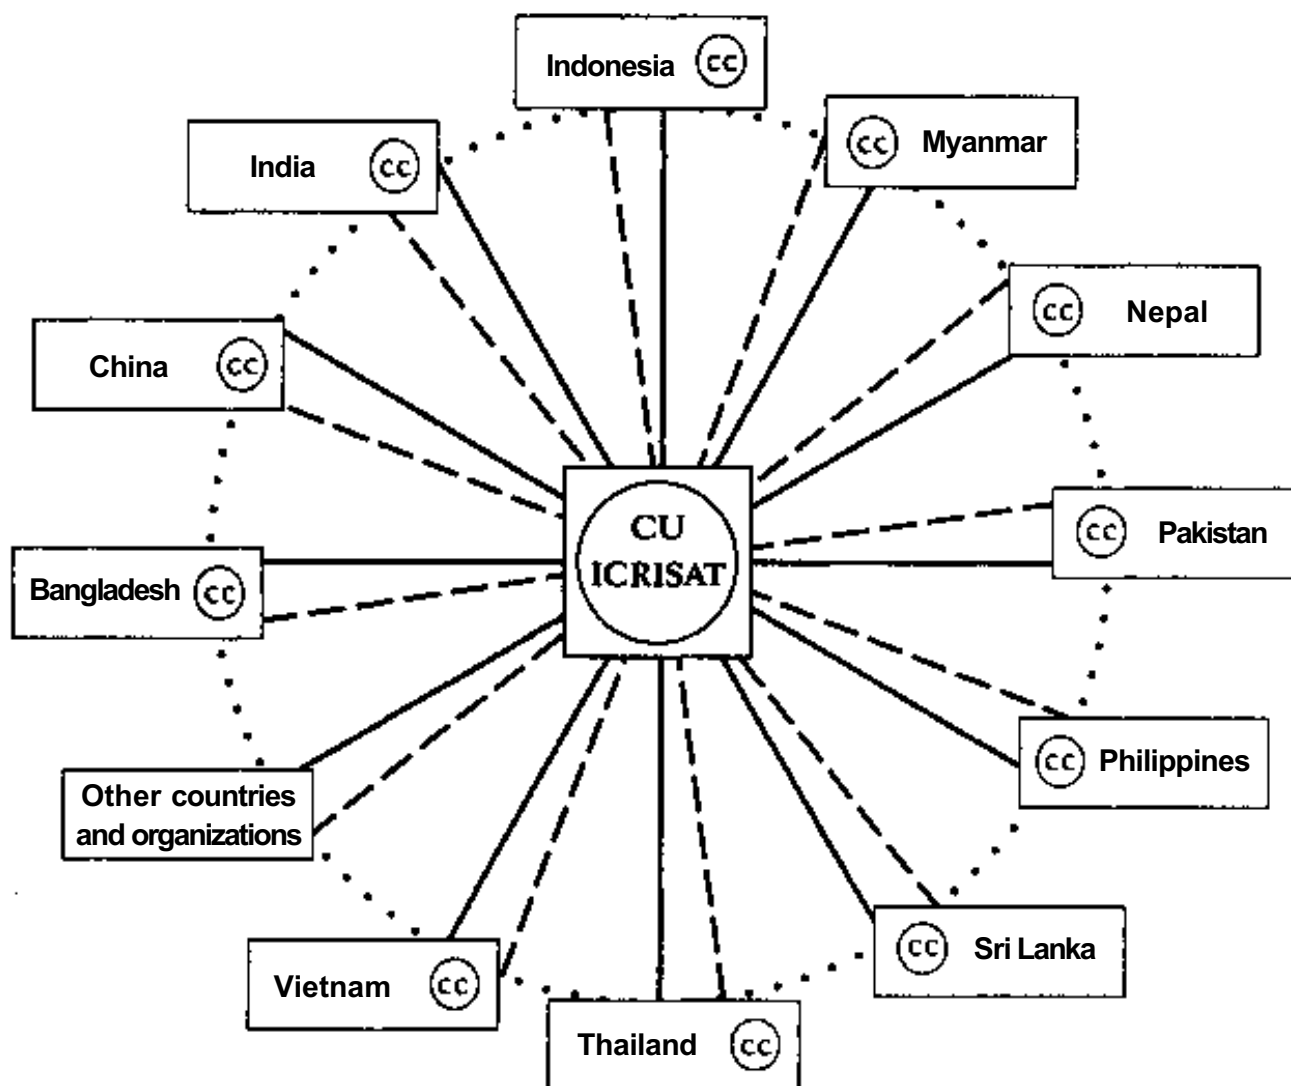 Indonesia cc
cc Myanmar
India cc
cc Nepal
China cc
CU
ICRISAT
cc Pakistan
Bangladesh cc
cc Philippines
Other countries
and organizations
cc Sri Lanka
Vietnam cc
Thailand cc